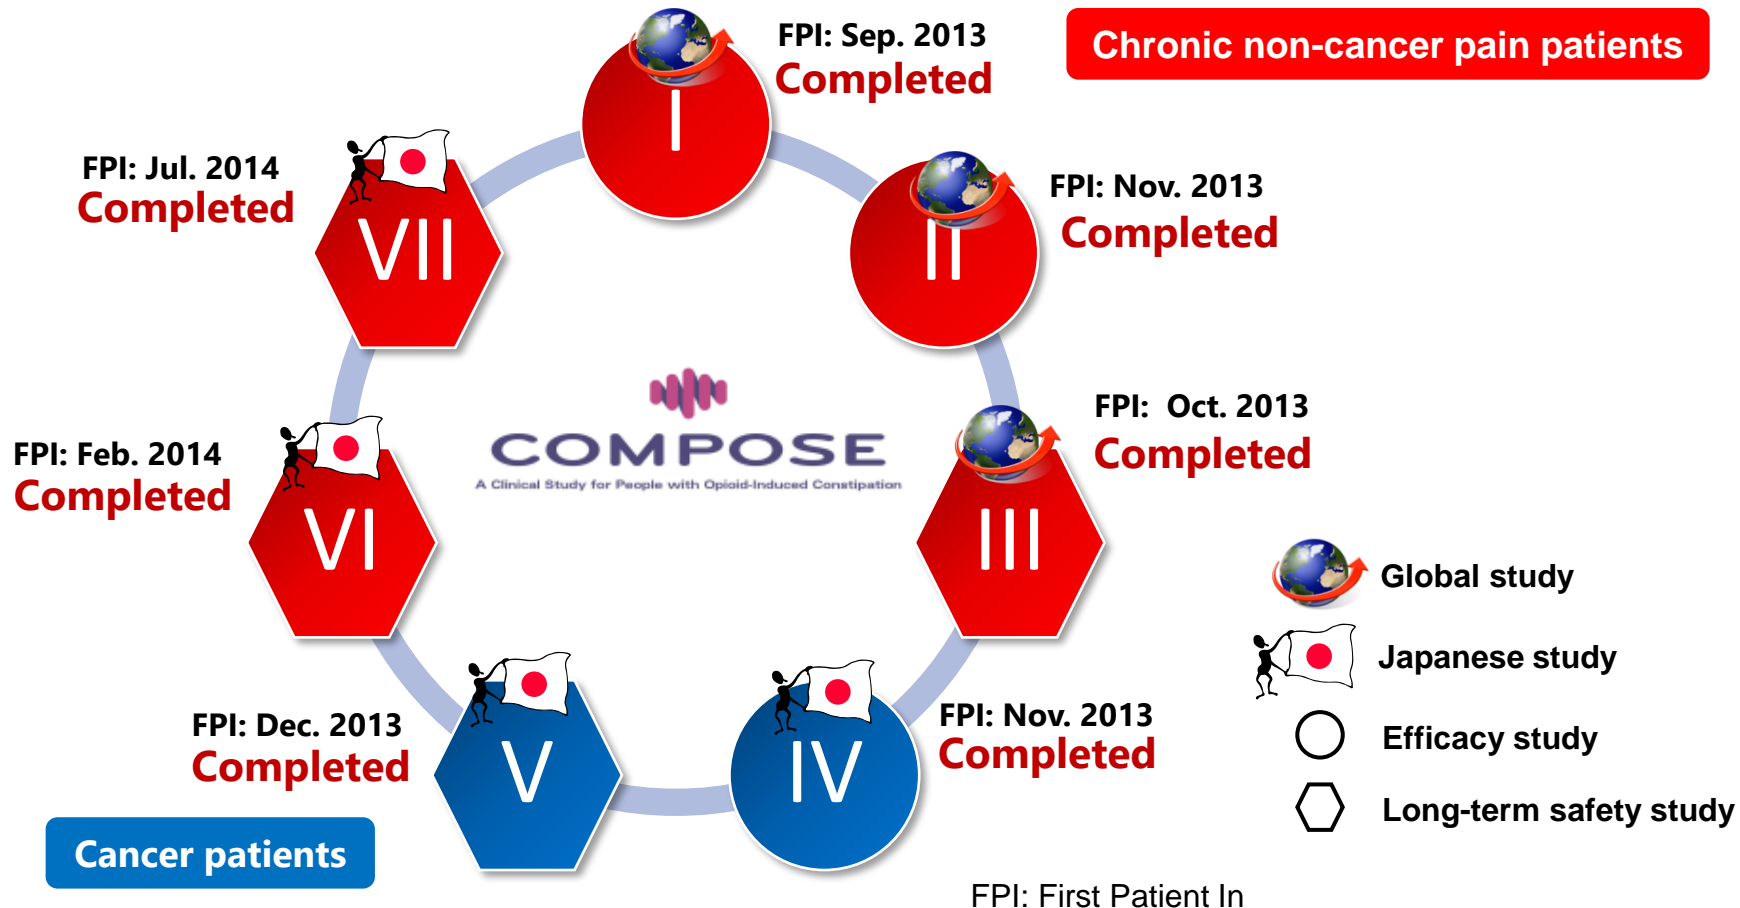 FPI: Sep. 2013
Completed
Chronic non-cancer pain patients
I
FPI: Jul. 2014
Completed
VII
FPI: Nov. 2013
Completed
II
FPI: Oct. 2013
Completed
III
COMPOSE
A Clinical Study for People with Opioid-Induced Constipation
FPI: Feb. 2014
Completed
VI
FPI: Dec. 2013
Completed
V
FPI: Nov. 2013
Completed
IV
Global study
Japanese study
Efficacy study
Long-term safety study
Cancer patients
FPI: First Patient In